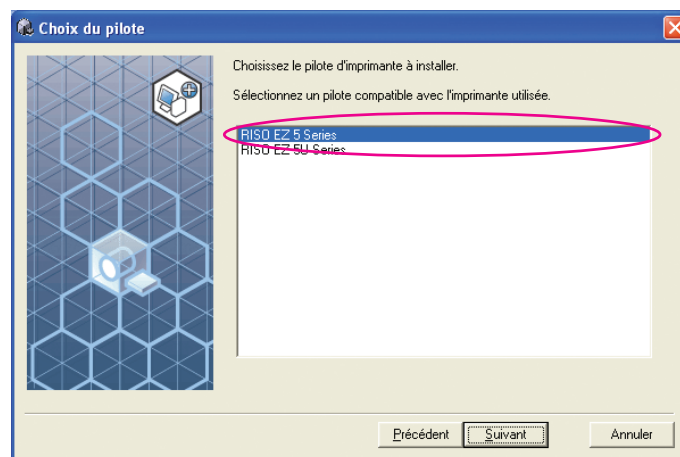 Choix du pilote
Choisissez le pilote d'imprimante à installer.
Sélectionnez un pilote compatible avec l'imprimante utilisée.
RISO EZ 5 Series
RISO EZ 5U Series
Précédent
Suivant
Annuler